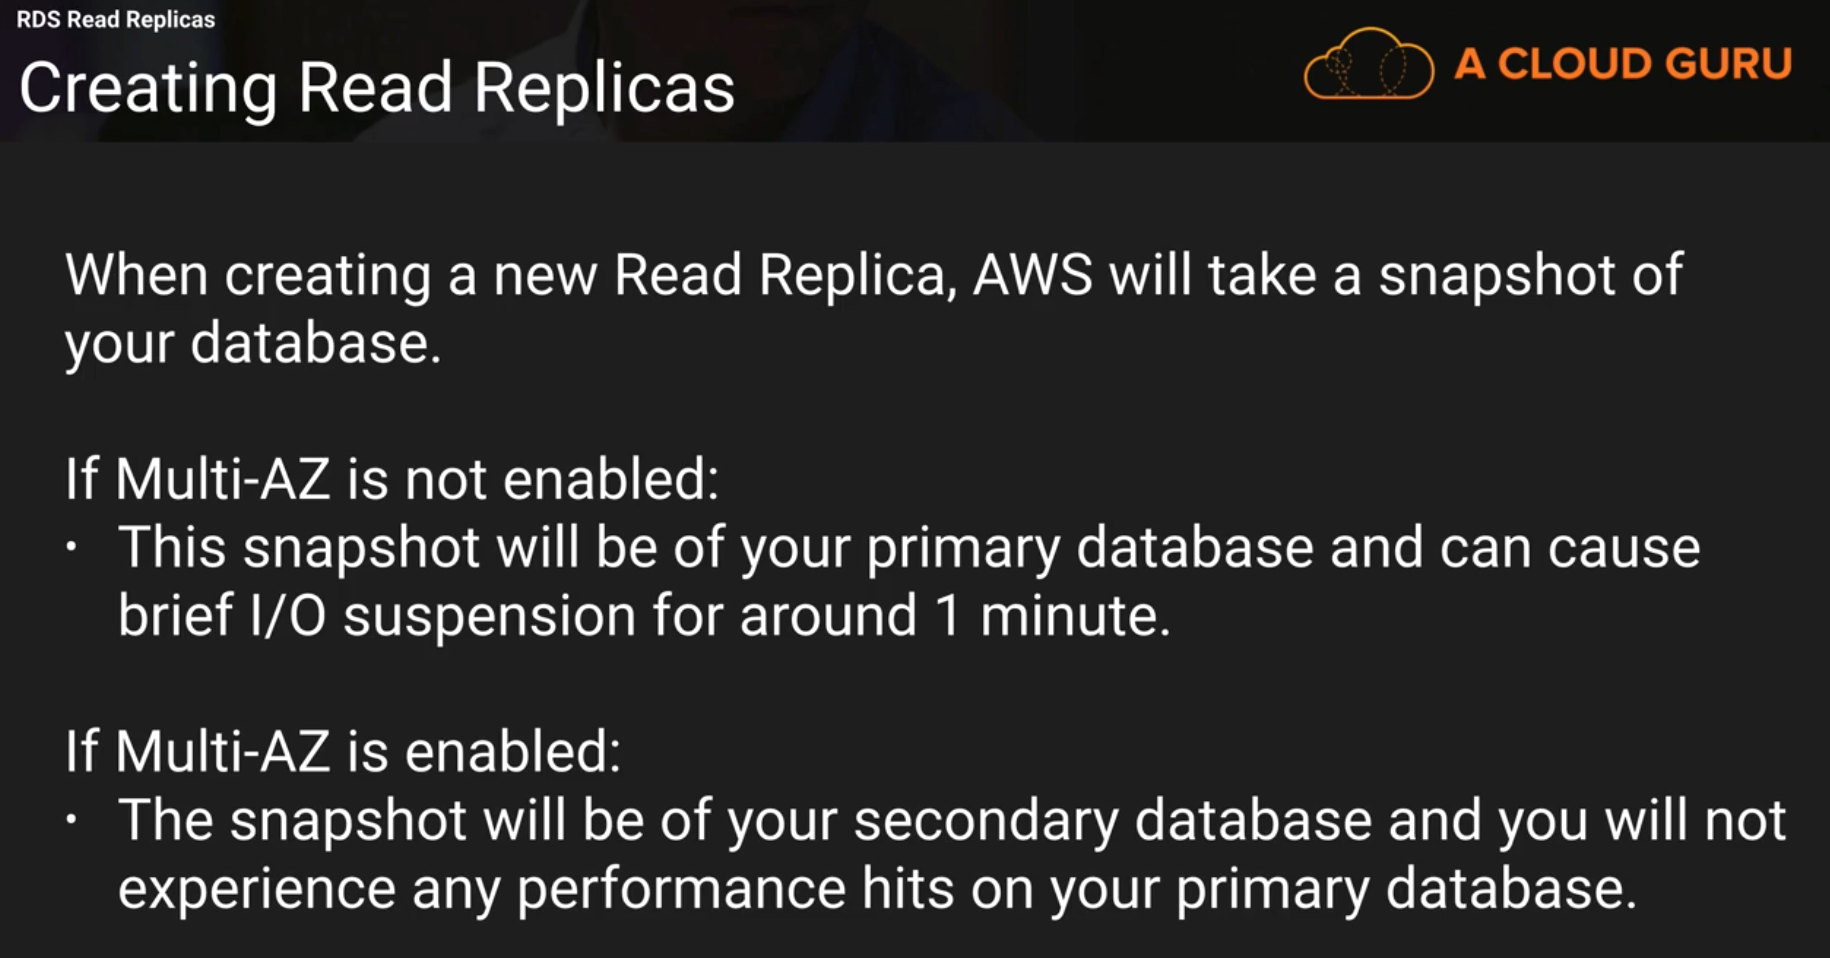 RDS Read Replicas
Creating Read Replicas
A CLOUD GURU
When creating a new Read Replica, AWS will take a snapshot of
your database.
If Multi-AZ is not enabled:
• This snapshot will be of your primary database and can cause
brief I/O suspension for around 1 minute.
If Multi-AZ is enabled:
• The snapshot will be of your secondary database and you will not
experience any performance hits on your primary database.